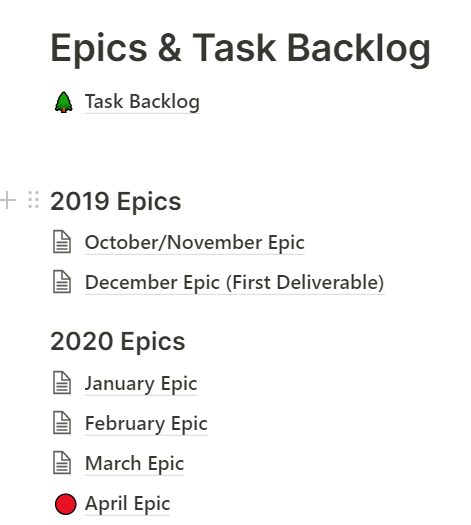 Epics & Task Backlog
Task Backlog
2019 Epics
October/November Epic
December Epic (First Deliverable)
2020 Epics
January Epic
February Epic
March Epic
April Epic